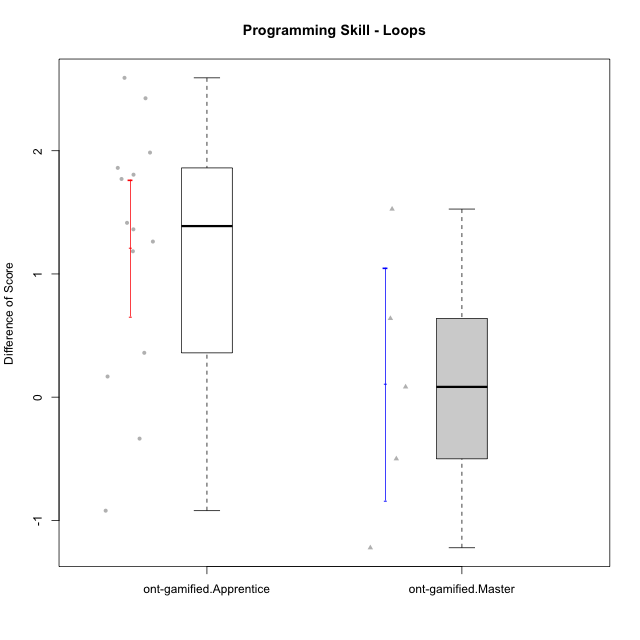 Programming Skill - Loops
Difference of Score
2
1
0
-1
ont-gamified.Apprentice
ont-gamified.Master